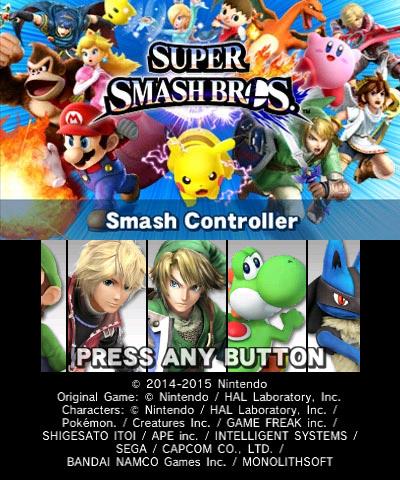 SUPER
SMASH BROS.
Smash Controller
PRESS ANY BUTTON
© 2014-2015 Nintendo
Original Game: © Nintendo / HAL Laboratory, Inc.
Characters: © Nintendo / HAL Laboratory, Inc. /
Pokémon. / Creatures Inc. / GAME FREAK inc. /
SHIGESATO ITOI / APE inc. / INTELLIGENT SYSTEMS /
SEGA / CAPCOM CO., LTD. /
BANDAI NAMCO Games Inc. / MONOLITHSOFT